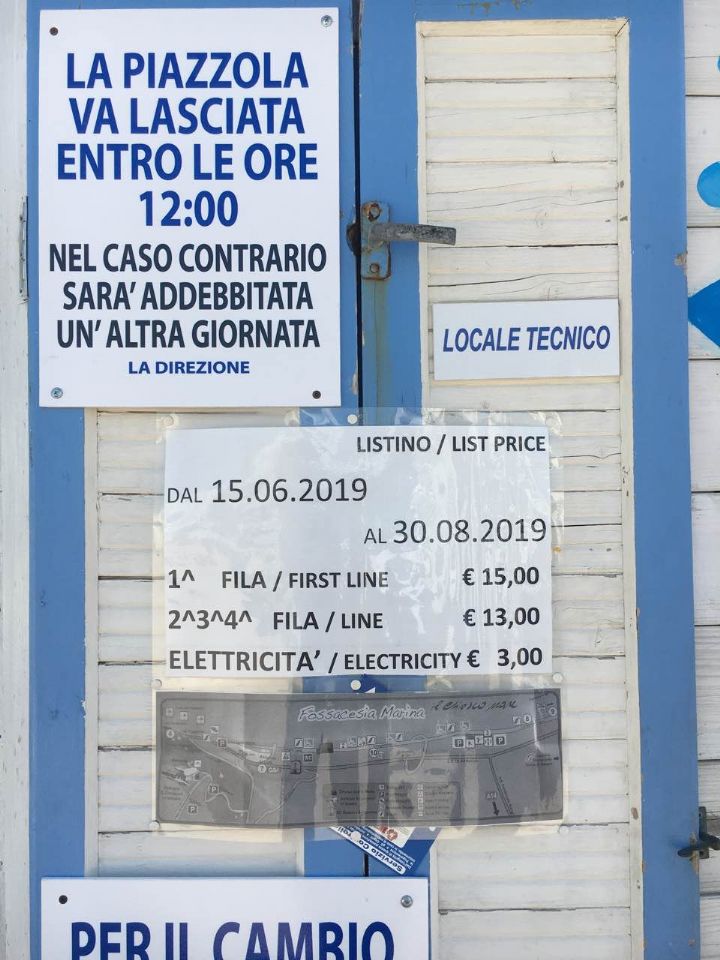 LA PIAZZOLA
VA LASCIATA
ENTRO LE ORE
12:00
NEL CASO CONTRARIO
SARA' ADDEBBITATA
UN' ALTRA GIORNATA
LA DIREZIONE
LOCALE TECNICO
LISTINO / LIST PRICE
DAL 15.06.2019
AL 30.08.2019
1^ FILA / FIRST LINE € 15,00
2^3^4^ FILA / LINE € 13,00
ELETTRICITA' / ELECTRICITY € 3,00
Fossacesia Marina
PER IL CAMBIO